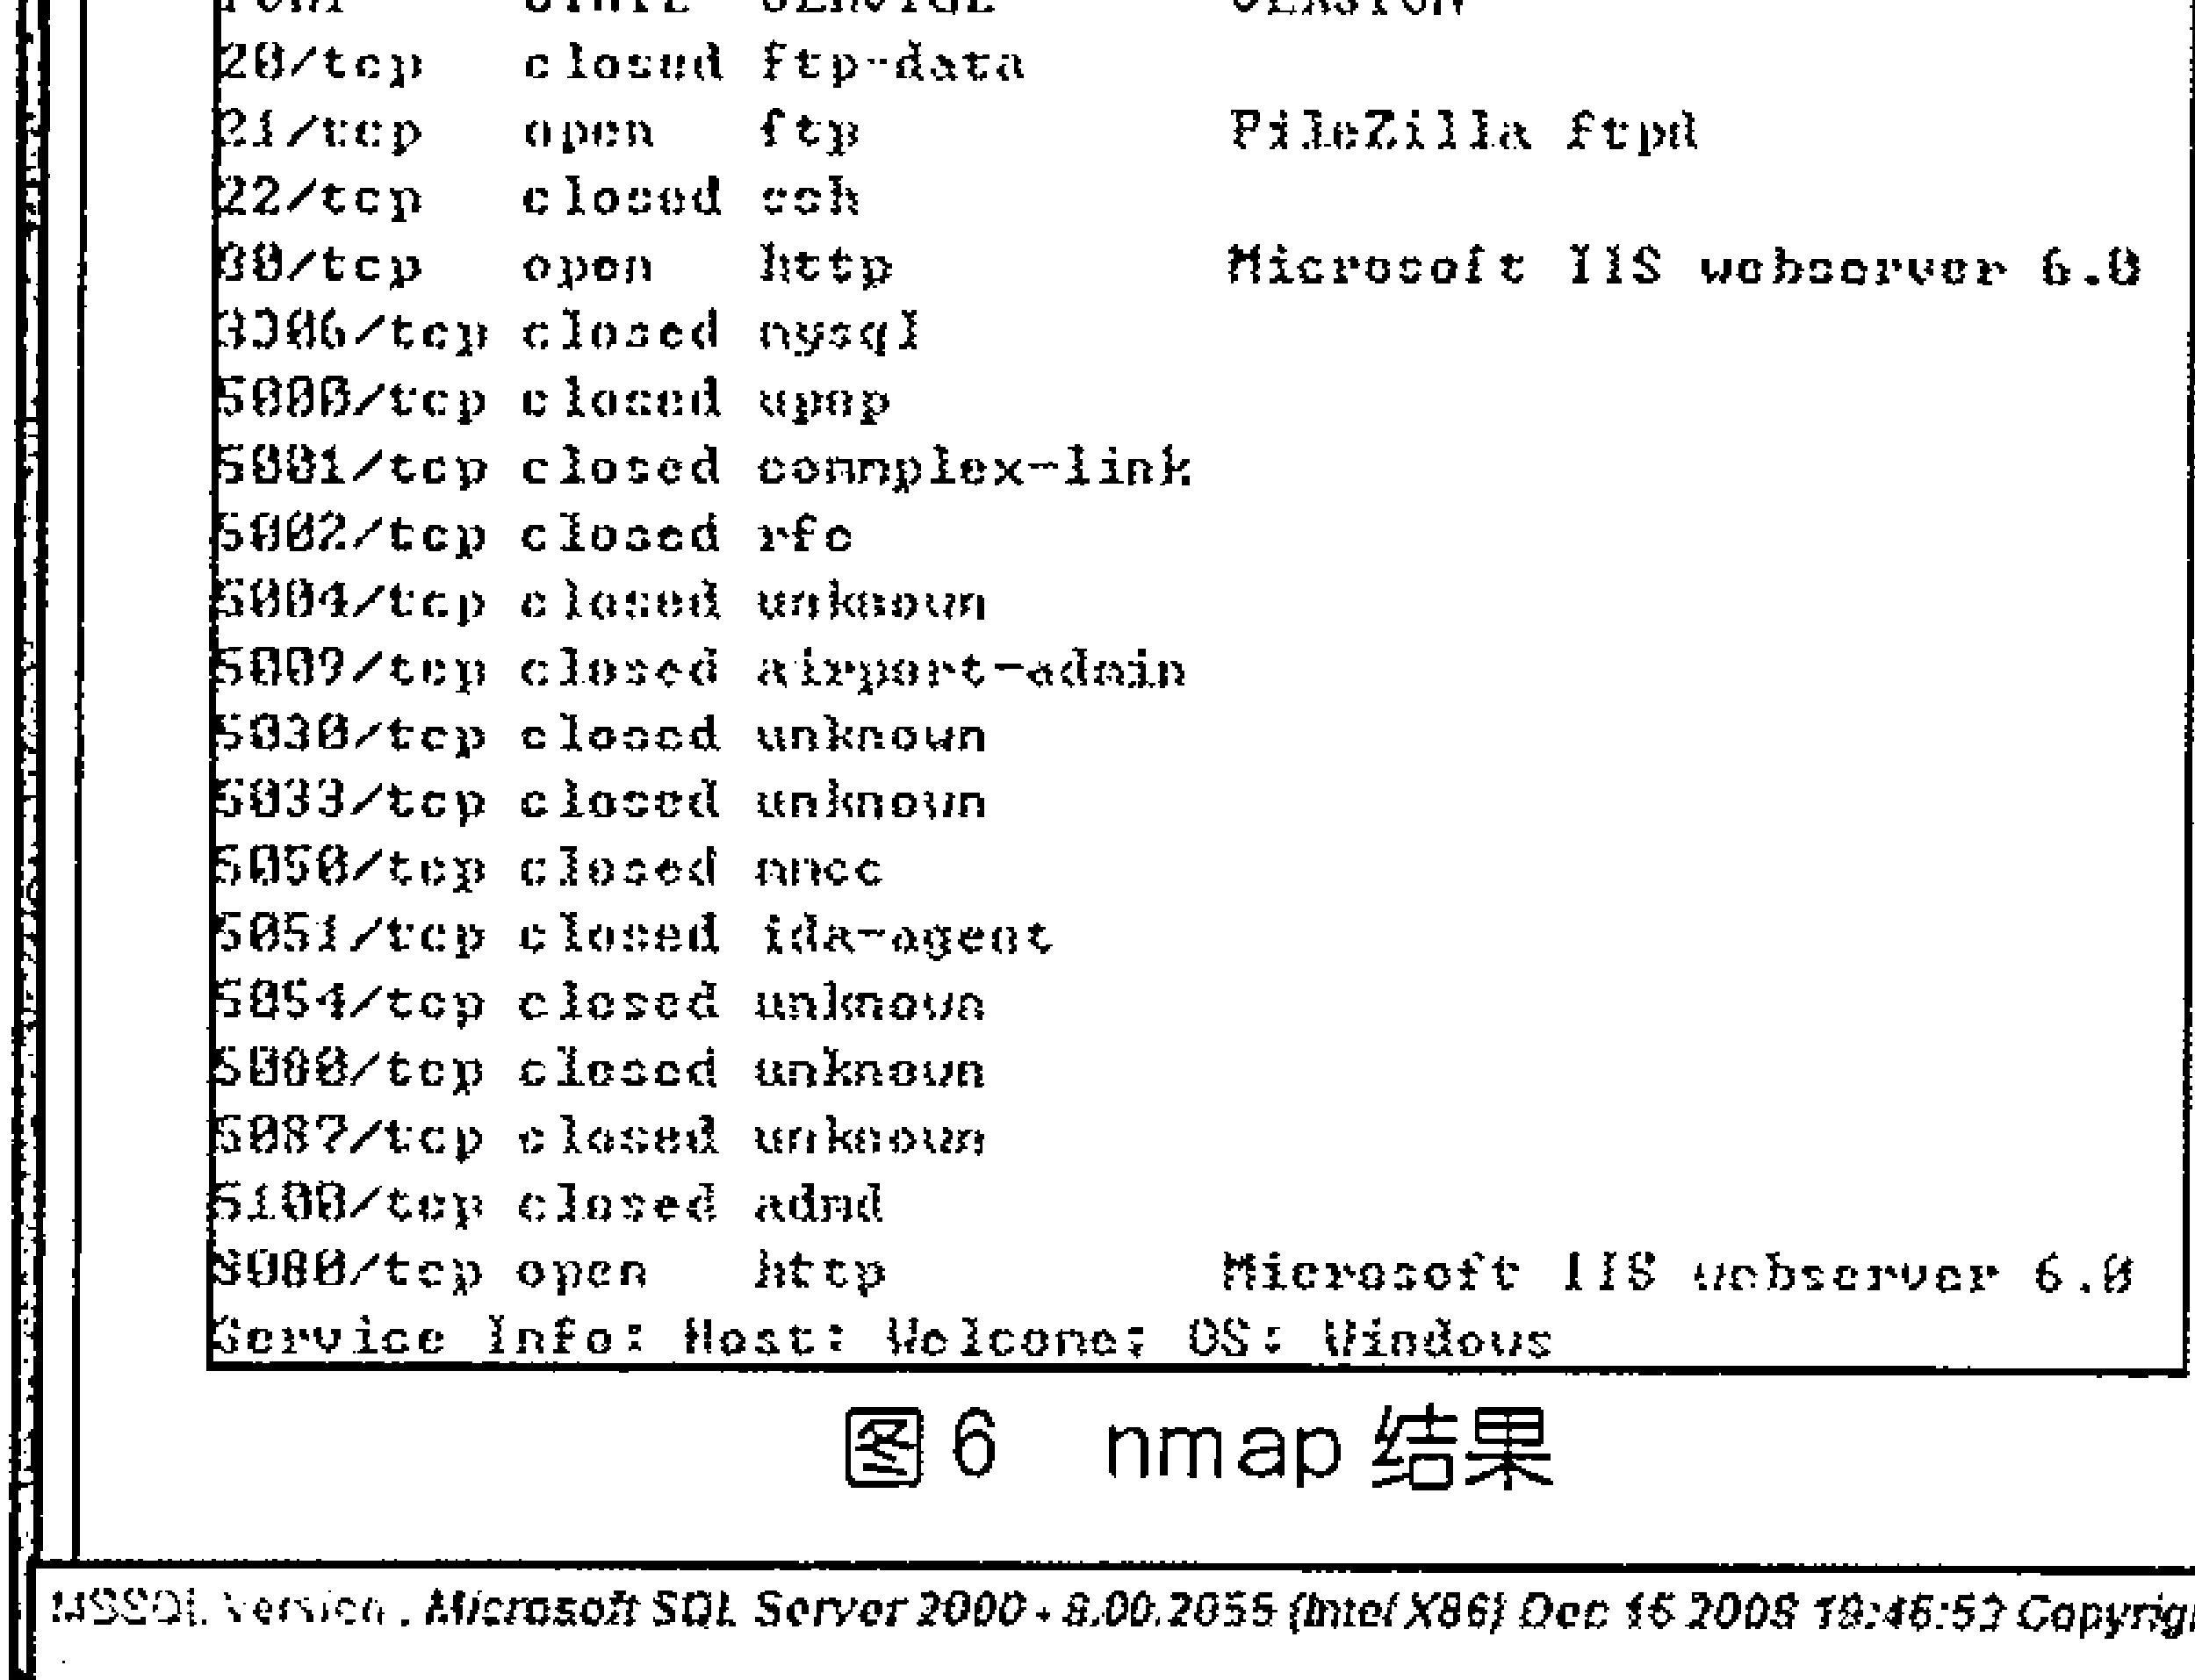 PORT STATE SERVICE VERSION
20/tcp closed ftp-data
21/tcp open ftp FileZilla ftpd
22/tcp closed ssh
80/tcp open http Microsoft IIS webserver 6.0
3306/tcp closed mysql
5000/tcp closed upnp
5001/tcp closed commplex-link
5002/tcp closed rfe
5004/tcp closed unknown
5009/tcp closed airport-admin
5030/tcp closed unknown
5033/tcp closed unknown
5050/tcp closed mmcc
5051/tcp closed ida-agent
5054/tcp closed unknown
closed unknown
5087/tcp closed unknown
5100/tcp closed admd
8080/tcp open http Microsoft IIS webserver 6.0
Service Info: Host: Welcome; OS: Windows
图6 nmap 结果
MSSQL Version . Microsoft SQL Server 2000 - 8.00.2055 (Intel X86) Dec 16 2008 19:46:53